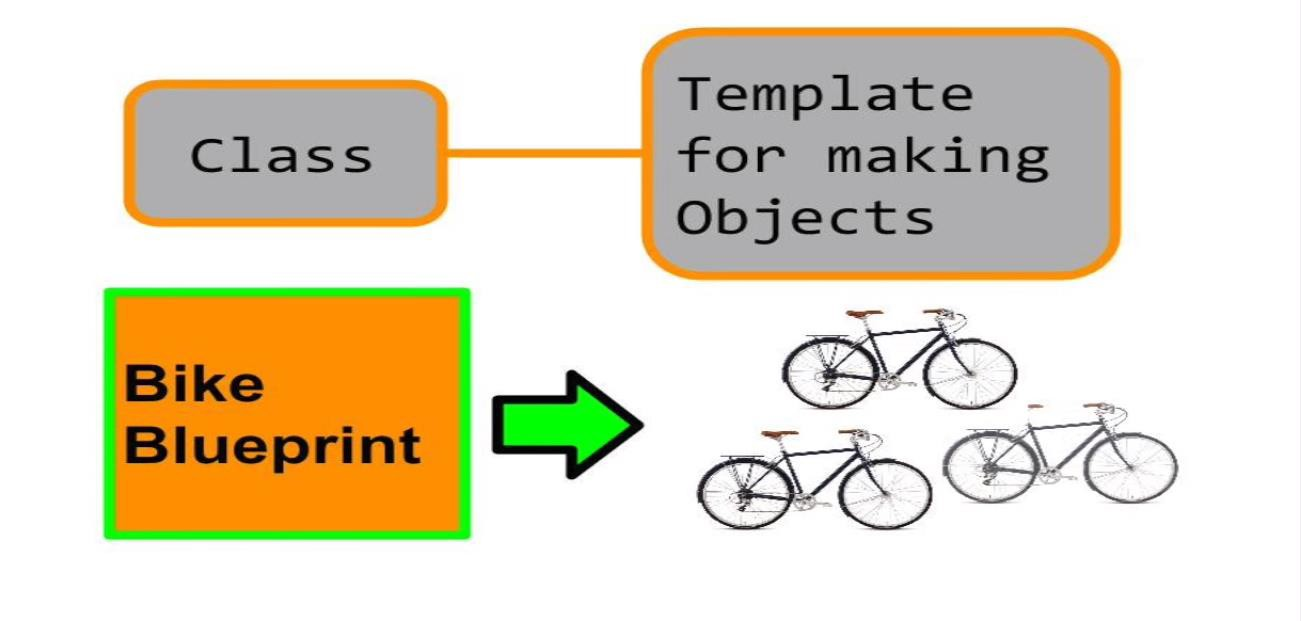 Class
Template
for making
Objects
Bike
Blueprint